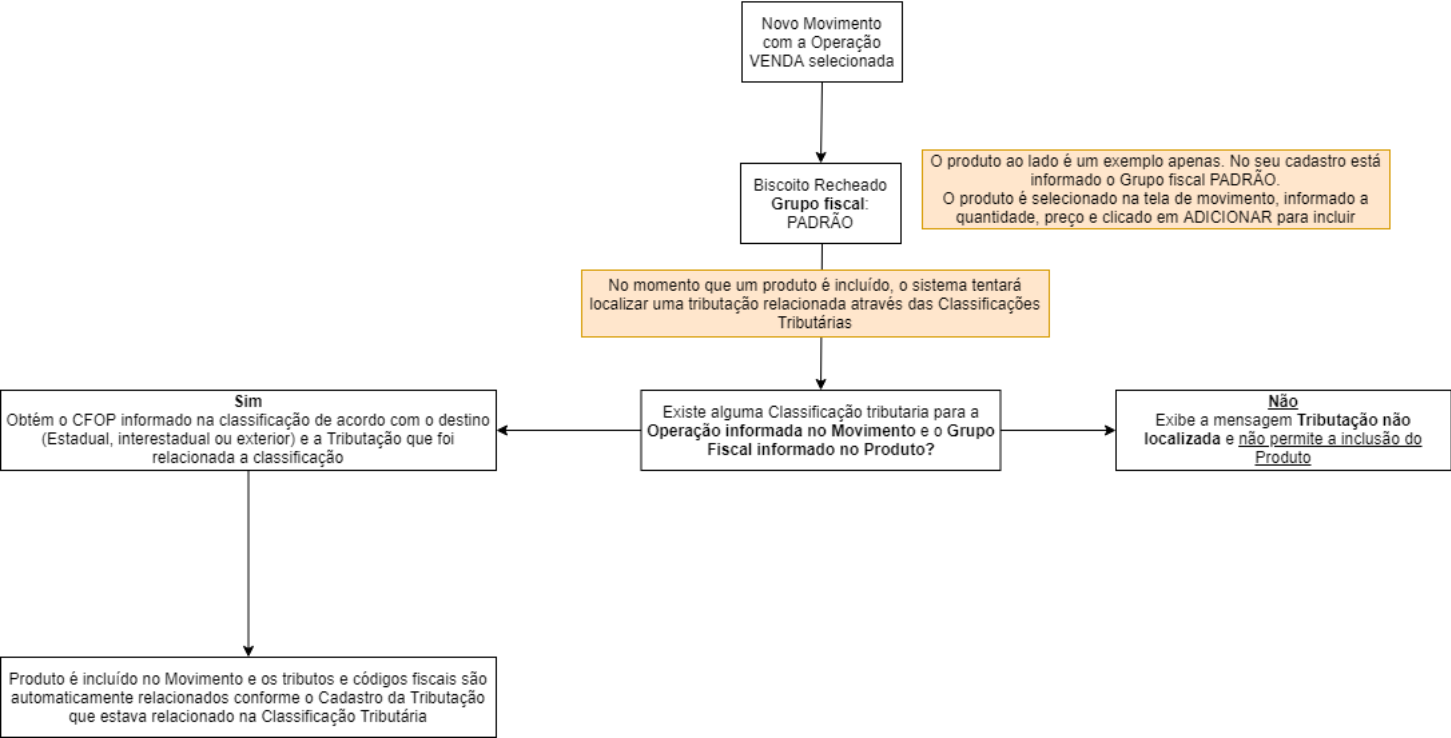 Novo Movimento
com a Operação
VENDA selecionada
O produto ao lado é um exemplo apenas. No seu cadastro está
informado o Grupo fiscal PADRÃO.
O produto é selecionado na tela de movimento, informado a
quantidade, preço e clicado em ADICIONAR para incluir
Biscoito Recheado
Grupo fiscal:
PADRÃO
No momento que um produto é incluído, o sistema tentará
localizar uma tributação relacionada através das Classificações
Tributárias
Sim
Obtém o CFOP informado na classificação de acordo com o destino
(Estadual, interestadual ou exterior) e a Tributação que foi
relacionada a classificação
Existe alguma Classificação tributaria para a
Operação informada no Movimento e o Grupo
Fiscal informado no Produto?
Não
Exibe a mensagem Tributação não
localizada e não permite a inclusão do
Produto
Produto é incluído no Movimento e os tributos e códigos fiscais são
automaticamente relacionados conforme o Cadastro da Tributação
que estava relacionado na Classificação Tributária